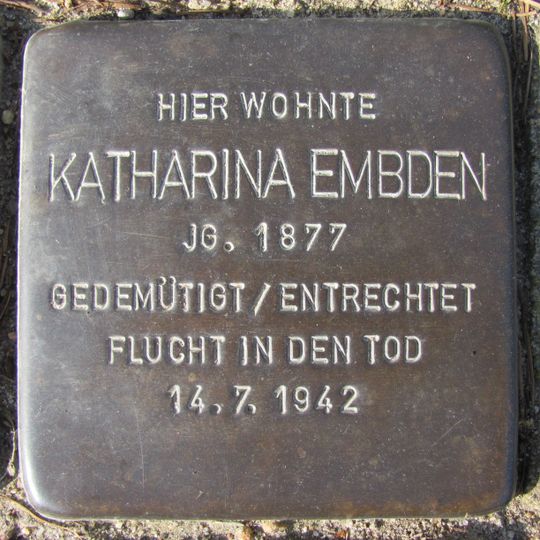 HIER WOHNTE
KATHARINA EMBDEN
JG. 1877
GEDEMÜTIGT / ENTRECHTET
FLUCHT IN DEN TOD
14.7.1942